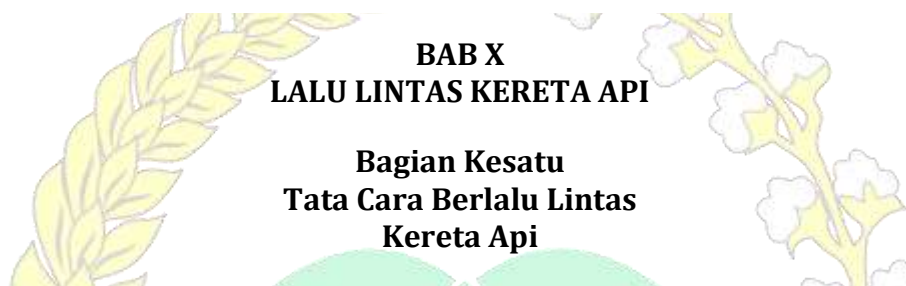 BAB X
LALU LINTAS KERETA API
Bagian Kesatu
Tata Cara Berlalu Lintas
Kereta Api